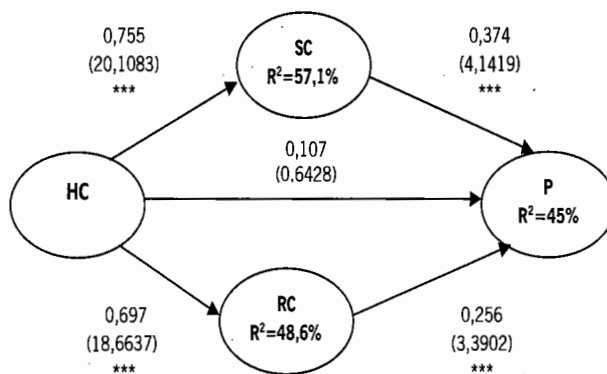 0,755
(20,1083)
***
SC
R²=57,1%
0,374
(4,1419)
***
0,107
(0,6428)
HC
P
R²=45%
0,697
(18,6637)
***
RC
R²=48,6%
0,256
(3,3902)
***